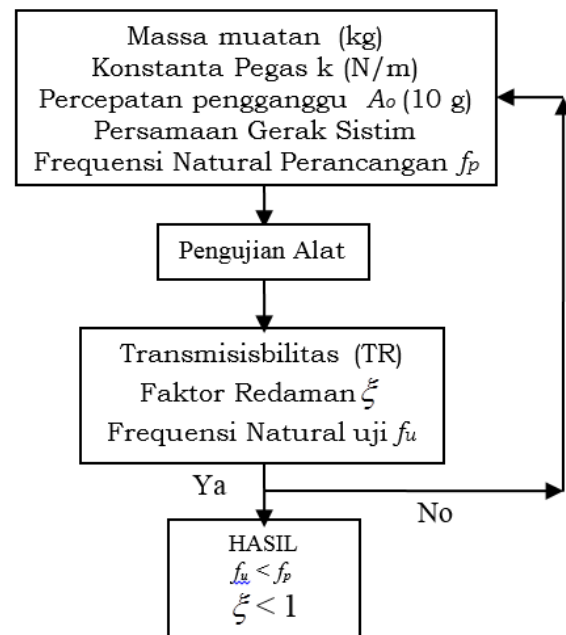 Massa muatan (kg)
Konstanta Pegas k (N/m)
Percepatan pengganggu Ao (10 g)
Persamaan Gerak Sistim
Frequensi Natural Perancangan fp
Pengujian Alat
Transmisisbilitas (TR)
Faktor Redaman ξ
Frequensi Natural uji fu
Ya
No
HASIL
fu < fp
ξ < 1